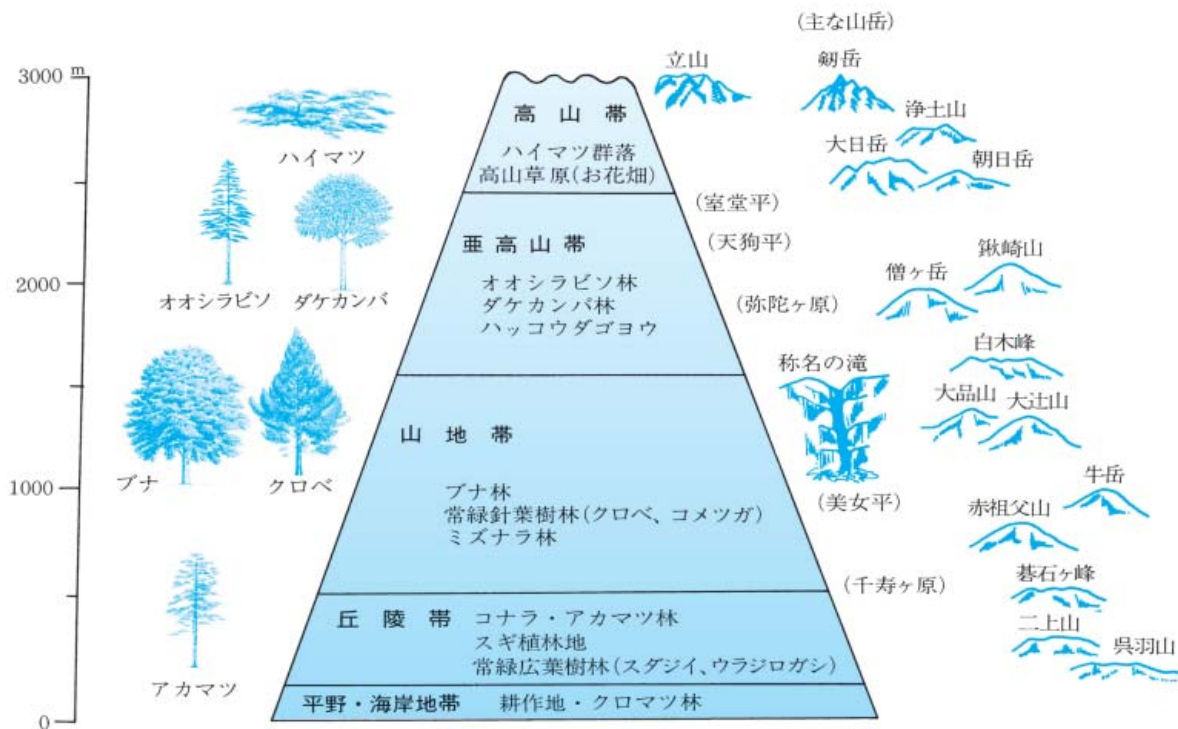 (主な山岳)
3000 m
立山
剱岳
浄土山
大日岳
朝日岳
高山帯
ハイマツ群落
高山草原(お花畑)
ハイマツ
(室堂平)
亜高山帯
(天狗平)
オオシラビソ
ダケカンバ
2000
オオシラビソ林
ダケカンバ林
ハッコウダゴヨウ
(弥陀ヶ原)
鍬崎山
僧ヶ岳
白木峰
称名の滝
大品山
大辻山
山地帯
ブナ
クロベ
1000
ブナ林
常緑針葉樹林(クロベ、コメツガ)
ミズナラ林
(美女平)
牛岳
赤祖父山
(千寿ヶ原)
碁石ヶ峰
二上山
呉羽山
丘陵帯
コナラ・アカマツ林
スギ植林地
常緑広葉樹林(スダジイ、ウラジロガシ)
アカマツ
平野・海岸地帯
耕作地・クロマツ林
0